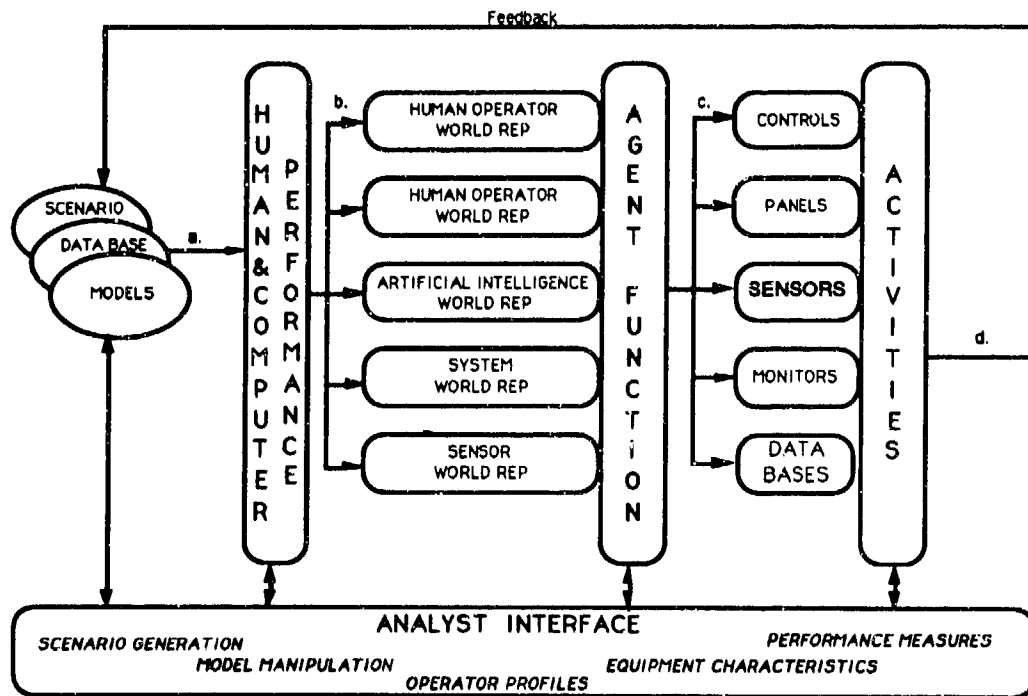 Feedback
SCENARIO
DATA BASE
MODELS
a.
HUMAN & COMPUTER
PERFORMANCE
b.
HUMAN OPERATOR
WORLD REP
HUMAN OPERATOR
WORLD REP
ARTIFICIAL INTELLIGENCE
WORLD REP
SYSTEM
WORLD REP
SENSOR
WORLD REP
AGENT FUNCTION
c.
CONTROLS
PANELS
SENSORS
MONITORS
DATA
BASES
ACTIVITIES
d.
ANALYST INTERFACE
SCENARIO GENERATION
PERFORMANCE MEASURES
MODEL MANIPULATION
EQUIPMENT CHARACTERISTICS
OPERATOR PROFILES